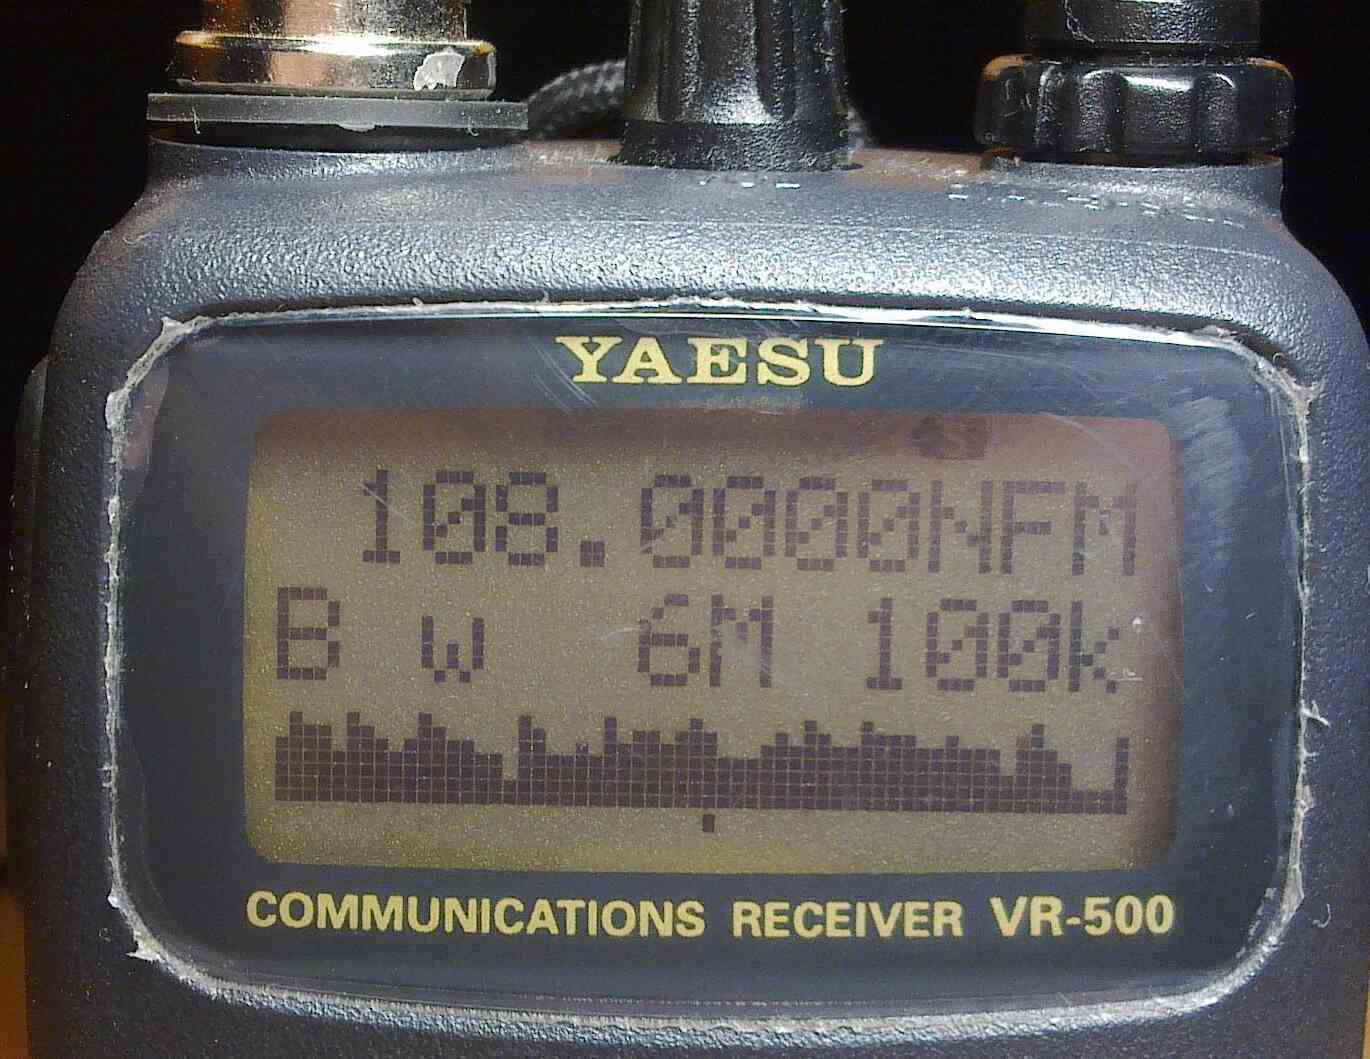 YAESU
108.0000NFM
B w 6M 100k
COMMUNICATIONS RECEIVER VR-500